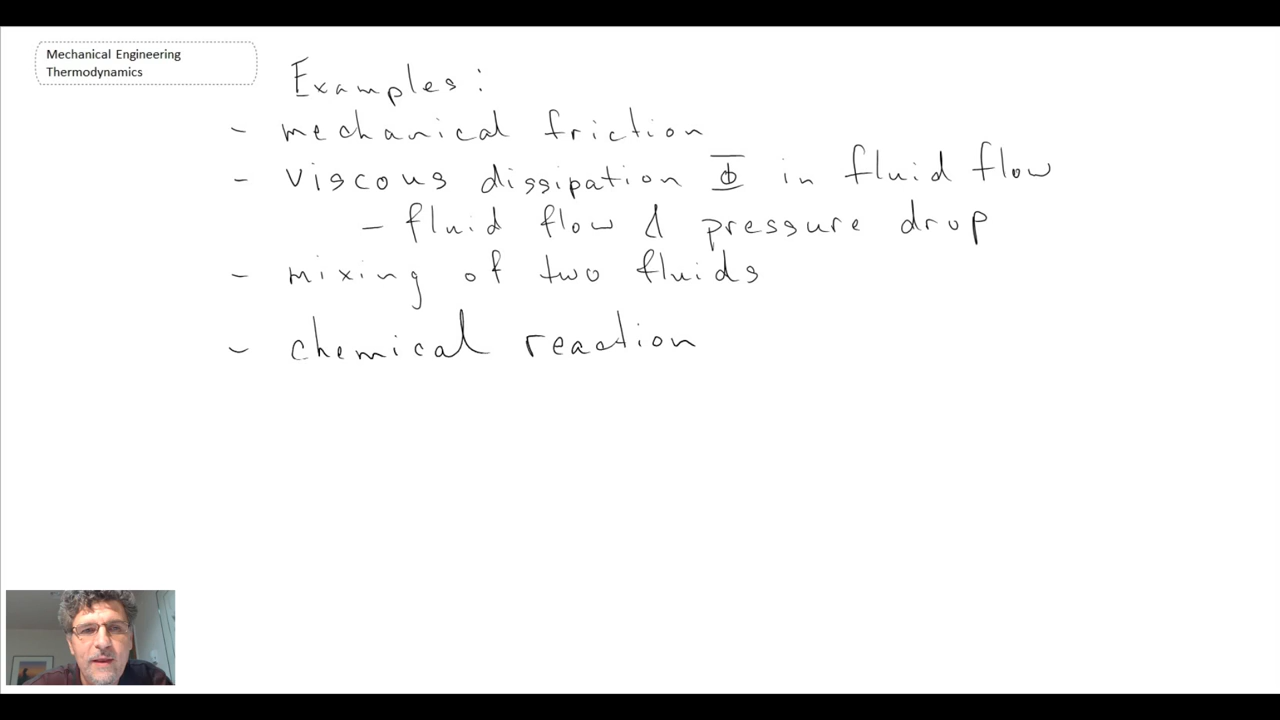 Mechanical Engineering
Thermodynamics
Examples:
- mechanical friction
- viscous dissipation Φ in fluid flow
- fluid flow & pressure drop
- mixing of two fluids
- chemical reaction